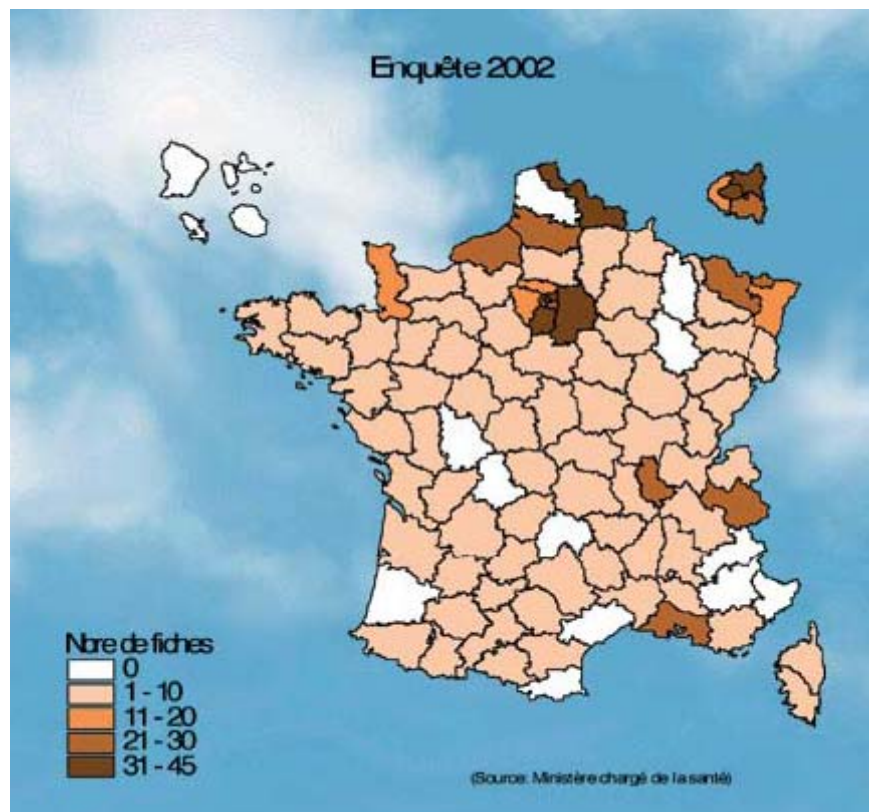 Enquête 2002
Nbre de fiches
0
1 - 10
11 - 20
21 - 30
31 - 45
(Source: Ministère chargé de la santé)